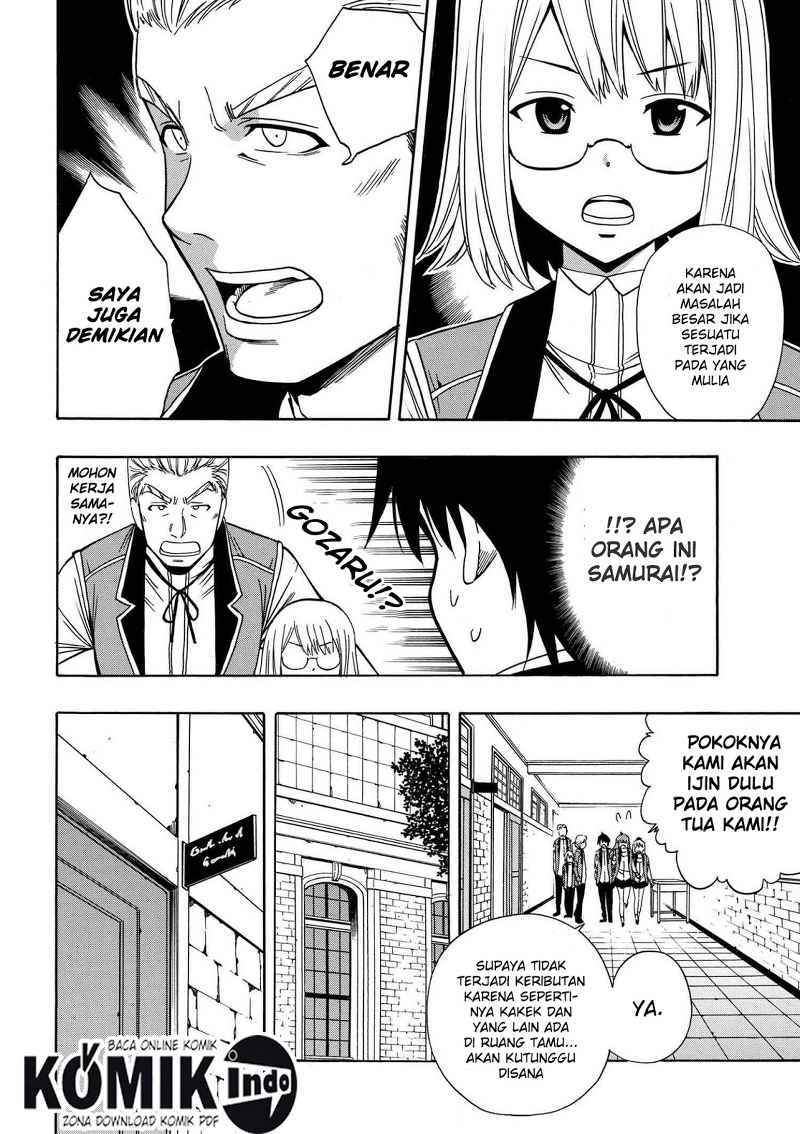 KARENA
AKAN JADI
MASALAH
BESAR JIKA
SESUATU
TERJADI
PADA YANG
MULIA
BENAR
SAYA
JUGA
DEMIKIAN
!!? APA
ORANG INI
SAMURAI!?
GOZARU!?
MOHON
KERJA
SAMA-
NYA?!
POKOKNYA
KAMI AKAN
IJIN DULU
PADA ORANG
TUA KAMI!!
YA.
SUPAYA TIDAK
TERJADI KERIBUTAN
KARENA SEPERTI-
NYA KAKEK DAN
YANG LAIN ADA
DI RUANG TAMU...
AKAN KUTUNGGU
DISANA
BACA ONLINE KOMIK
KOMIK indo
ZONA DOWNLOAD KOMIK PDF